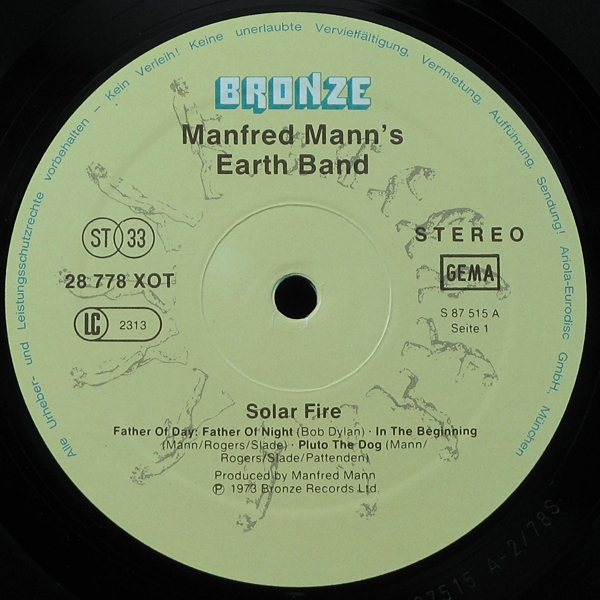 Alle Urheber- und Leistungsschutzrechte vorbehalten – Kein Verleih! Keine unerlaubte Vervielfältigung, Vermietung, Aufführung, Sendung! Ariola-Eurodisc GmbH, München
BRONZE
Manfred Mann's
Earth Band
ST 33
STEREO
28 778 XOT
GEMA
LC 2313
S 87 515 A
Seite 1
Solar Fire
Father Of Day: Father Of Night (Bob Dylan) · In The Beginning
(Mann/Rogers/Slade) · Pluto The Dog (Mann/
Rogers/Slade/Pattenden)
Produced by Manfred Mann
℗ 1973 Bronze Records Ltd.
87515 A-2/78S